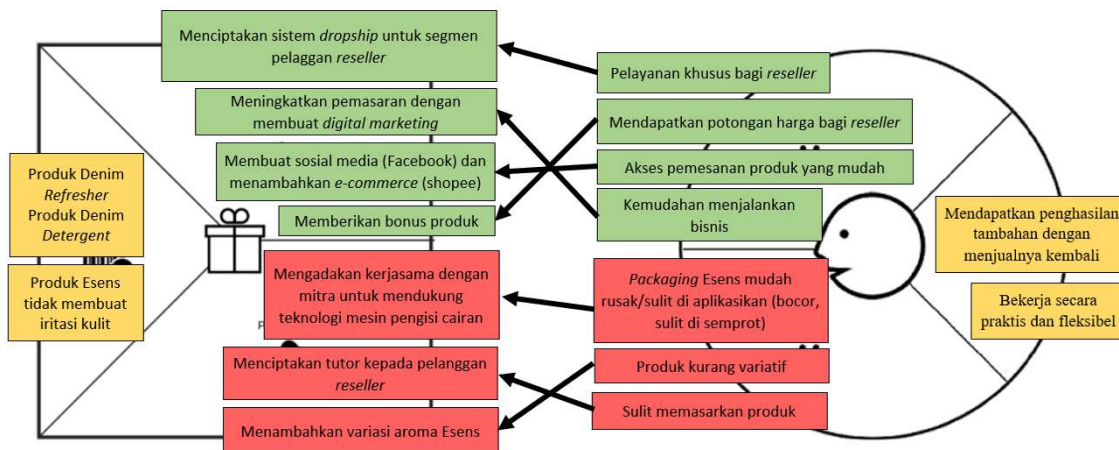 Menciptakan sistem dropship untuk segmen
pelaggan reseller
Meningkatkan pemasaran dengan
membuat digital marketing
Membuat sosial media (Facebook) dan
menambahkan e-commerce (shopee)
Memberikan bonus produk
Produk Denim
Refresher
Produk Denim
Detergent
Produk Esens
tidak membuat
iritasi kulit
Mengadakan kerjasama dengan
mitra untuk mendukung
teknologi mesin pengisi cairan
Menciptakan tutor kepada pelanggan
reseller
Menambahkan variasi aroma Esens
Pelayanan khusus bagi reseller
Mendapatkan potongan harga bagi reseller
Akses pemesanan produk yang mudah
Kemudahan menjalankan
bisnis
Packaging Esens mudah
rusak/sulit di aplikasikan (bocor,
sulit di semprot)
Produk kurang variatif
Sulit memasarkan produk
Mendapatkan penghasilan
tambahan dengan
menjualnya kembali
Bekerja secara
praktis dan fleksibel